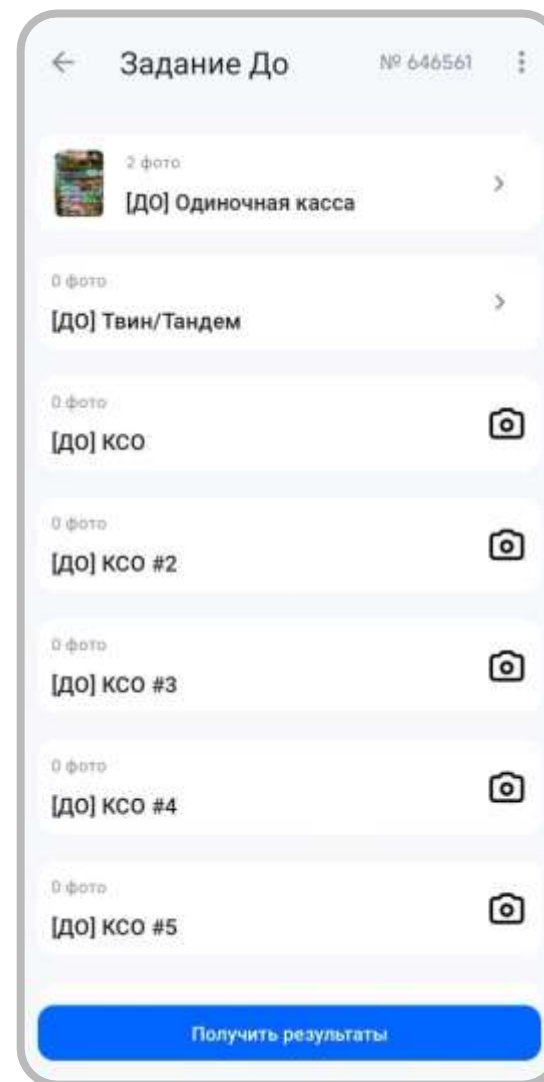 Задание До
№ 646561
2 фото
[ДО] Одиночная касса
0 фото
[ДО] Твин/Тандем
0 фото
[ДО] КСО
0 фото
[ДО] КСО #2
0 фото
[ДО] КСО #3
0 фото
[ДО] КСО #4
0 фото
[ДО] КСО #5
Получить результаты